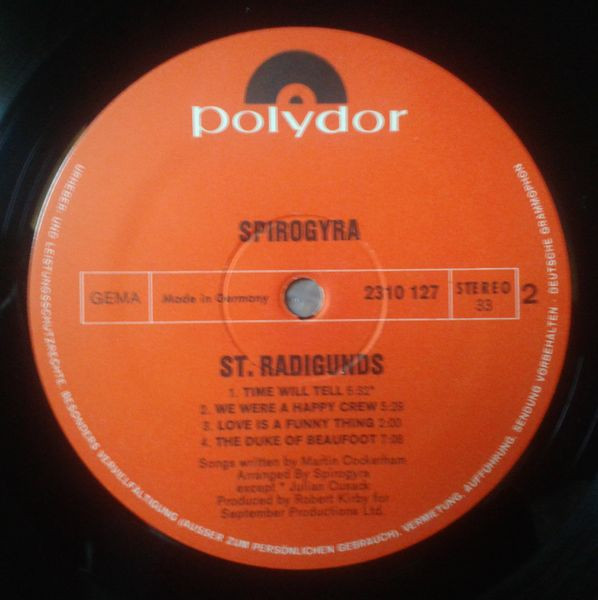 polydor
SPIROGYRA
GEMA
Made in Germany
2310 127
STEREO
33
2
ST. RADIGUNDS
1. TIME WILL TELL 5:32*
2. WE WERE A HAPPY CREW 5:29
3. LOVE IS A FUNNY THING 2:00
4. THE DUKE OF BEAUFOOT 7:08
Songs written by Martin Cockerham
Arranged By Spirogyra
except * Julian Cusack
Produced by Robert Kirby for
September Productions Ltd.
URHEBER- UND LEISTUNGSSCHUTZRECHTE, BESONDERS VERVIELFÄLTIGUNG (AUSSER ZUM PERSÖNLICHEN GEBRAUCH), VERMIETUNG, AUFFÜHRUNG, SENDUNG VORBEHALTEN · DEUTSCHE GRAMMOPHON